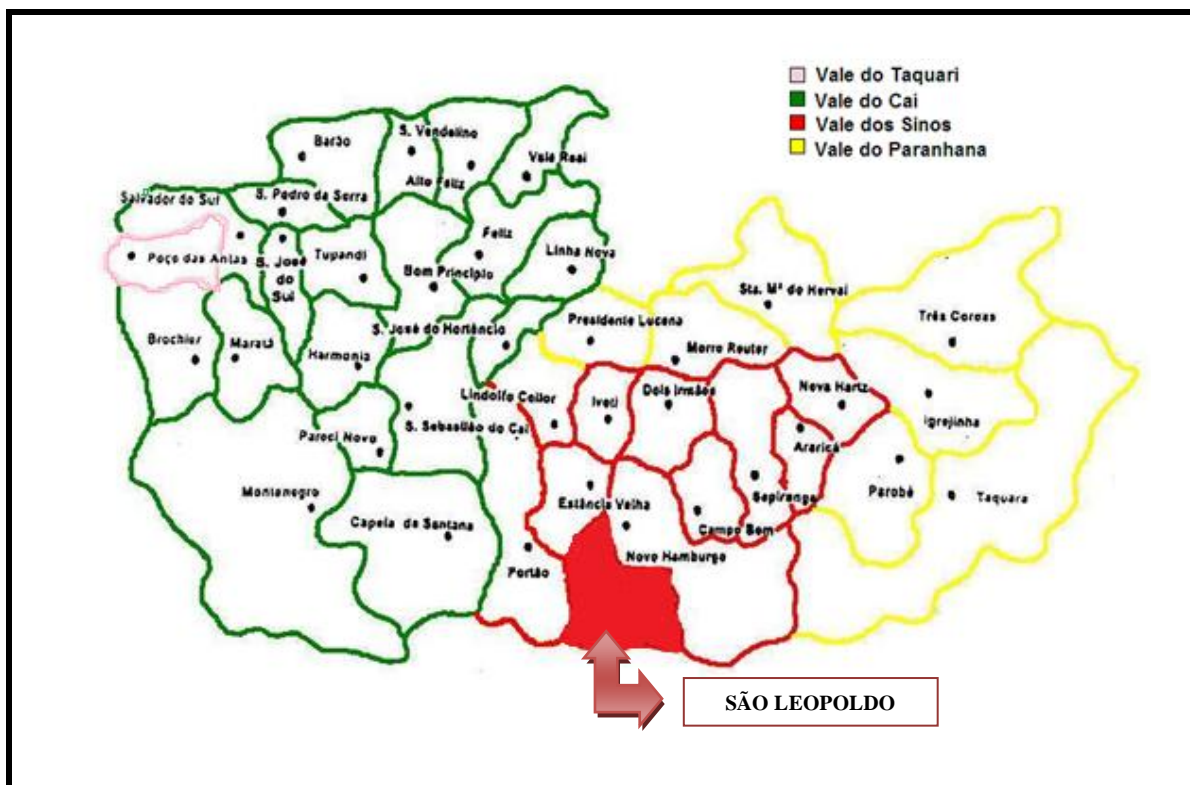 Vale do Taquari
Vale do Cai
Vale dos Sinos
Vale do Paranhana
Barão
S. Vendelino
Alto Feliz
Vale Real
Salvador do Sul
S. Pedro da Serra
Poço das Antas
S. José
do
Sul
Tupandi
Bom Princípio
Feliz
Linha Nova
Brochier
Maratá
Harmonia
S. José do Hortêncio
Presidente Lucena
Sta. Mª do Herval
Morro Reuter
Três Coroas
Lindolfo Collor
Ivoti
Dois Irmãos
Nova Hartz
Igrejinha
Pareci Novo
S. Sebastião do Cai
Araricá
Montenegro
Capela de Santana
Estância Velha
Campo Bom
Sapiranga
Parobé
Taquara
Portão
Novo Hamburgo
SÃO LEOPOLDO